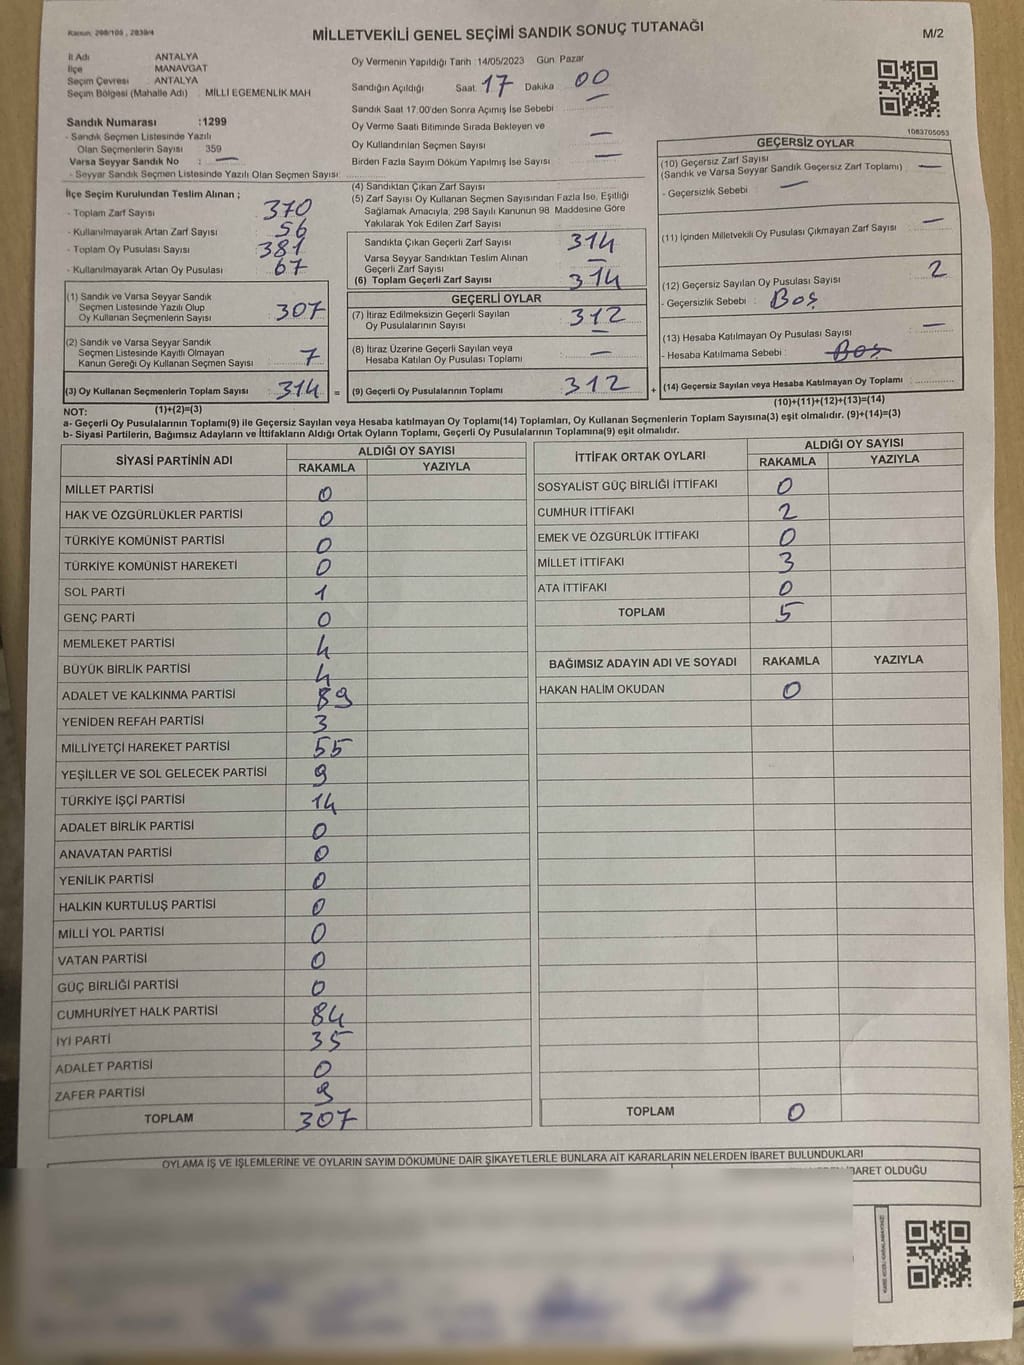 Kanun: 298/105 , 2839/4
MİLLETVEKİLİ GENEL SEÇİMİ SANDIK SONUÇ TUTANAĞI
M/2
İl Adı ANTALYA
İlçe MANAVGAT
Seçim Çevresi ANTALYA
Seçim Bölgesi (Mahalle Adı) MİLLİ EGEMENLİK MAH
Sandık Numarası :1299
- Sandık Seçmen Listesinde Yazılı
Olan Seçmenlerin Sayısı 359
Varsa Seyyar Sandık No : —
- Seyyar Sandık Seçmen Listesinde Yazılı Olan Seçmen Sayısı:
Oy Vermenin Yapıldığı Tarih :14/05/2023 Gün: Pazar
Sandığın Açıldığı Saat: 17 Dakika 00
Sandık Saat 17:00'den Sonra Açımış İse Sebebi : —
Oy Verme Saati Bitiminde Sırada Bekleyen ve
Oy Kullandırılan Seçmen Sayısı —
Birden Fazla Sayım Döküm Yapılmış İse Sayısı —
1083705053
İlçe Seçim Kurulundan Teslim Alınan ;
- Toplam Zarf Sayısı 370
- Kullanılmayarak Artan Zarf Sayısı : 56
- Toplam Oy Pusulası Sayısı : 381
- Kullanılmayarak Artan Oy Pusulası : 67
(1) Sandık ve Varsa Seyyar Sandık
Seçmen Listesinde Yazılı Olup
Oy Kullanan Seçmenlerin Sayısı 307
(2) Sandık ve Varsa Seyyar Sandık
Seçmen Listesinde Kayıtlı Olmayan
Kanun Gereği Oy Kullanan Seçmen Sayısı 7
(3) Oy Kullanan Seçmenlerin Toplam Sayısı 314 =
(1)+(2)=(3)
(4) Sandıktan Çıkan Zarf Sayısı
(5) Zarf Sayısı Oy Kullanan Seçmen Sayısından Fazla İse, Eşitliği
Sağlamak Amacıyla, 298 Sayılı Kanunun 98 Maddesine Göre
Yakılarak Yok Edilen Zarf Sayısı :
Sandıkta Çıkan Geçerli Zarf Sayısı 314
Varsa Seyyar Sandıktan Teslim Alınan
Geçerli Zarf Sayısı —
(6) Toplam Geçerli Zarf Sayısı 314
GEÇERLİ OYLAR
(7) İtiraz Edilmeksizin Geçerli Sayılan
Oy Pusulalarının Sayısı 312
(8) İtiraz Üzerine Geçerli Sayılan veya
Hesaba Katılan Oy Pusulası Toplamı : —
(9) Geçerli Oy Pusulalarının Toplamı 312 +
GEÇERSİZ OYLAR
(10) Geçersiz Zarf Sayısı
(Sandık ve Varsa Seyyar Sandık Geçersiz Zarf Toplamı) —
- Geçersizlik Sebebi : —
(11) İçinden Milletvekili Oy Pusulası Çıkmayan Zarf Sayısı —
(12) Geçersiz Sayılan Oy Pusulası Sayısı 2
- Geçersizlik Sebebi : Boş
(13) Hesaba Katılmayan Oy Pusulası Sayısı —
- Hesaba Katılmama Sebebi : Boş
(14) Geçersiz Sayılan veya Hesaba Katılmayan Oy Toplamı :
(10)+(11)+(12)+(13)=(14)
NOT:
a- Geçerli Oy Pusulalarının Toplamı(9) ile Geçersiz Sayılan veya Hesaba katılmayan Oy Toplamı(14) Toplamları, Oy Kullanan Seçmenlerin Toplam Sayısına(3) eşit olmalıdır. (9)+(14)=(3)
b- Siyasi Partilerin, Bağımsız Adayların ve İttifakların Aldığı Ortak Oyların Toplamı, Geçerli Oy Pusulalarının Toplamına(9) eşit olmalıdır.
SİYASİ PARTİNİN ADI ALDIĞI OY SAYISI
RAKAMLA YAZIYLA
MİLLET PARTİSİ 0
HAK VE ÖZGÜRLÜKLER PARTİSİ 0
TÜRKİYE KOMÜNİST PARTİSİ 0
TÜRKİYE KOMÜNİST HAREKETİ 0
SOL PARTİ 1
GENÇ PARTİ 0
MEMLEKET PARTİSİ 4
BÜYÜK BİRLİK PARTİSİ 4
ADALET VE KALKINMA PARTİSİ 89
YENİDEN REFAH PARTİSİ 3
MİLLİYETÇİ HAREKET PARTİSİ 55
YEŞİLLER VE SOL GELECEK PARTİSİ 9
TÜRKİYE İŞÇİ PARTİSİ 14
ADALET BİRLİK PARTİSİ 0
ANAVATAN PARTİSİ 0
YENİLİK PARTİSİ 0
HALKIN KURTULUŞ PARTİSİ 0
MİLLİ YOL PARTİSİ 0
VATAN PARTİSİ 0
GÜÇ BİRLİĞİ PARTİSİ 0
CUMHURİYET HALK PARTİSİ 84
İYİ PARTİ 35
ADALET PARTİSİ 0
ZAFER PARTİSİ 9
TOPLAM 307
İTTİFAK ORTAK OYLARI ALDIĞI OY SAYISI
RAKAMLA YAZIYLA
SOSYALİST GÜÇ BİRLİĞİ İTTİFAKI 0
CUMHUR İTTİFAKI 2
EMEK VE ÖZGÜRLÜK İTTİFAKI 0
MİLLET İTTİFAKI 3
ATA İTTİFAKI 0
TOPLAM 5
BAĞIMSIZ ADAYIN ADI VE SOYADI RAKAMLA YAZIYLA
HAKAN HALİM OKUDAN 0
TOPLAM 0
OYLAMA İŞ VE İŞLEMLERİNE VE OYLARIN SAYIM DÖKÜMÜNE DAİR ŞİKAYETLERLE BUNLARA AİT KARARLARIN NELERDEN İBARET BULUNDUKLARI
İBARET OLDUĞU